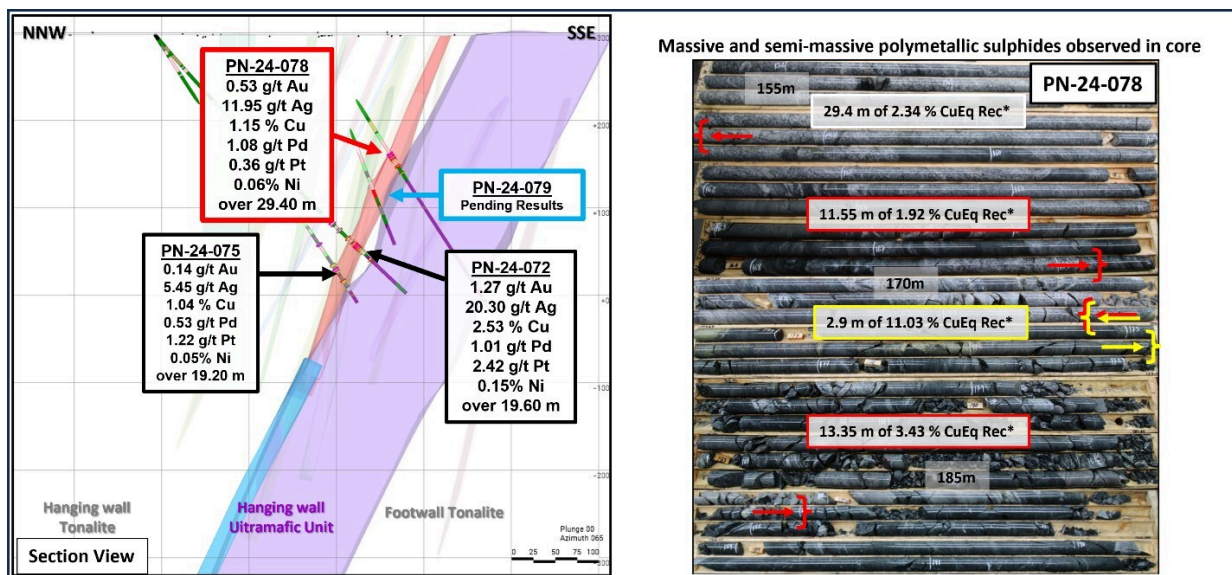 NNW
SSE
PN-24-078
0.53 g/t Au
11.95 g/t Ag
1.15 % Cu
1.08 g/t Pd
0.36 g/t Pt
0.06% Ni
over 29.40 m
PN-24-079
Pending Results
PN-24-075
0.14 g/t Au
5.45 g/t Ag
1.04 % Cu
0.53 g/t Pd
1.22 g/t Pt
0.05% Ni
over 19.20 m
PN-24-072
1.27 g/t Au
20.30 g/t Ag
2.53 % Cu
1.01 g/t Pd
2.42 g/t Pt
0.15% Ni
over 19.60 m
+200
+100
+0
-100
-200
Hanging wall
Tonalite
Hanging wall
Ultramafic Unit
Footwall Tonalite
Plunge 00
Azimuth 065
0 25 50 75 100
Section View
Massive and semi-massive polymetallic sulphides observed in core
PN-24-078
155m
29.4 m of 2.34 % CuEq Rec*
11.55 m of 1.92 % CuEq Rec*
170m
2.9 m of 11.03 % CuEq Rec*
13.35 m of 3.43 % CuEq Rec*
185m